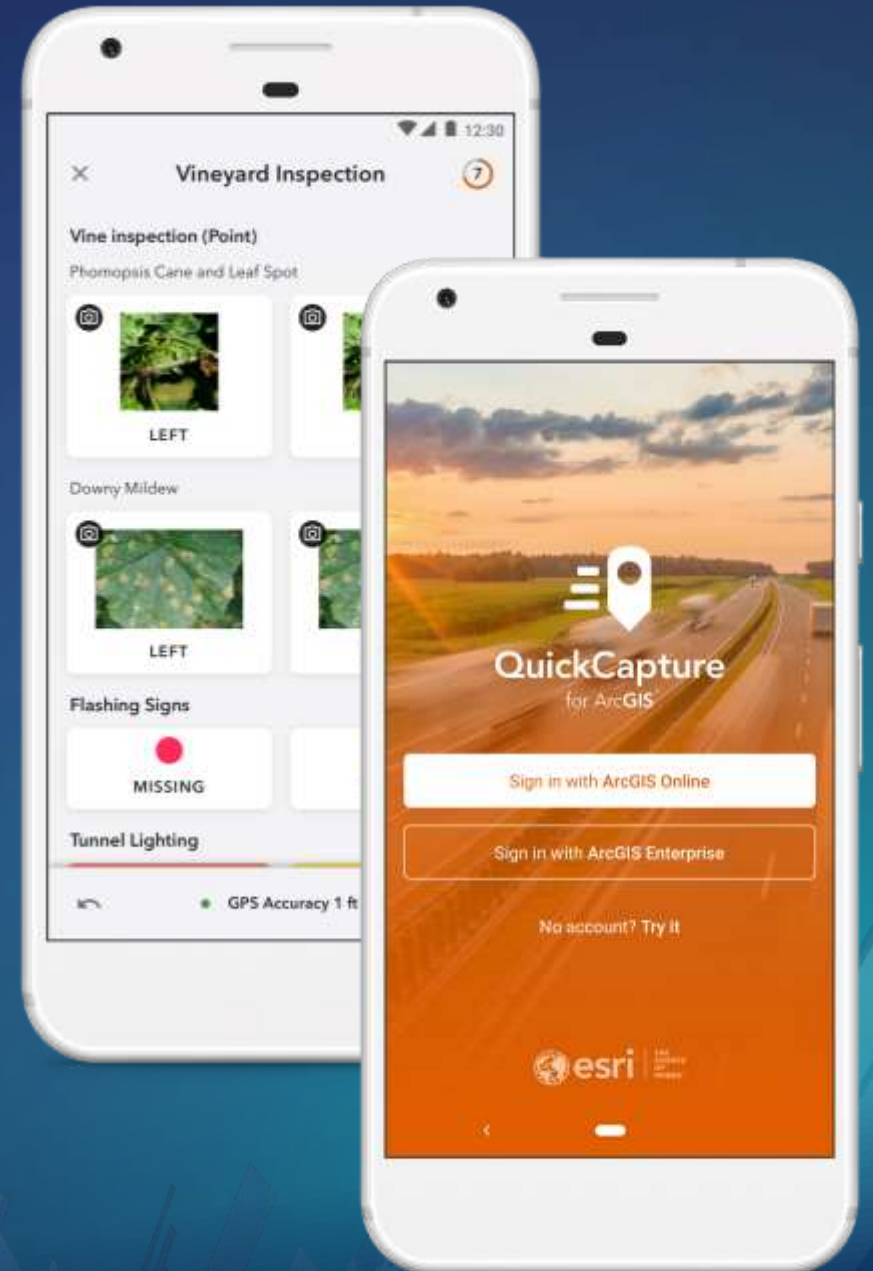 12:30
Vineyard Inspection
7
Vine inspection (Point)
Phomopsis Cane and Leaf Spot
LEFT
Downy Mildew
LEFT
Flashing Signs
MISSING
Tunnel Lighting
GPS Accuracy 1 ft
QuickCapture
for ArcGIS
Sign in with ArcGIS Online
Sign in with ArcGIS Enterprise
No account? Try It
esri